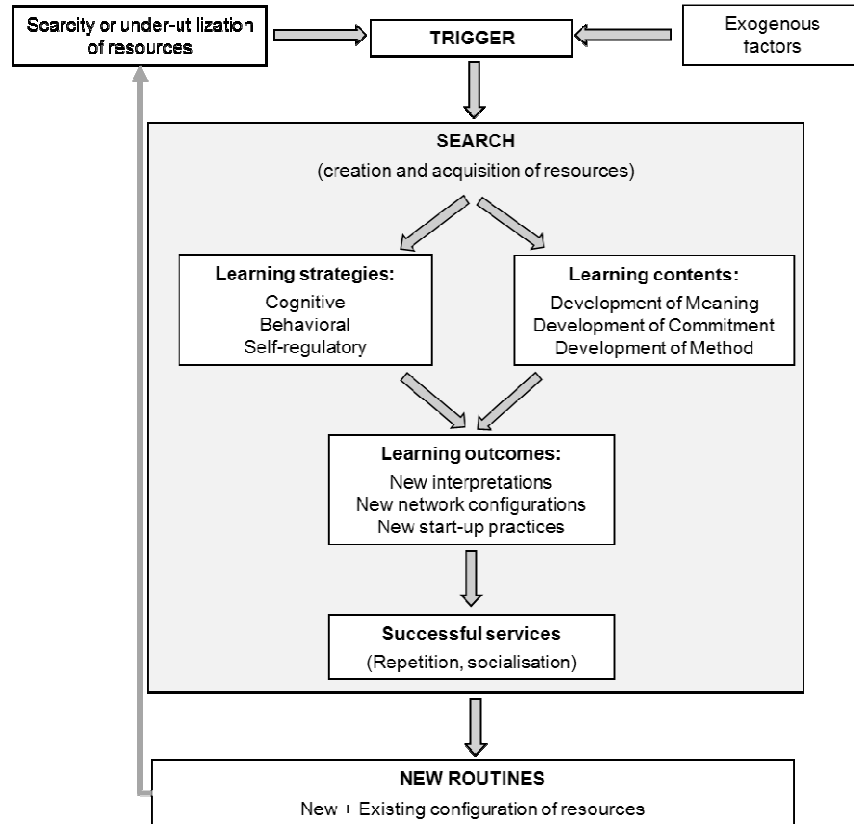 Scarcity or under-ut lization
of resources
TRIGGER
Exogenous
factors
SEARCH
(creation and acquisition of resources)
Learning strategies:
Cognitive
Behavioral
Self-regulatory
Learning contents:
Development of Meaning
Development of Commitment
Development of Method
Learning outcomes:
New interpretations
New network configurations
New start-up practices
Successful services
(Repetition, socialisation)
NEW ROUTINES
New + Existing configuration of resources